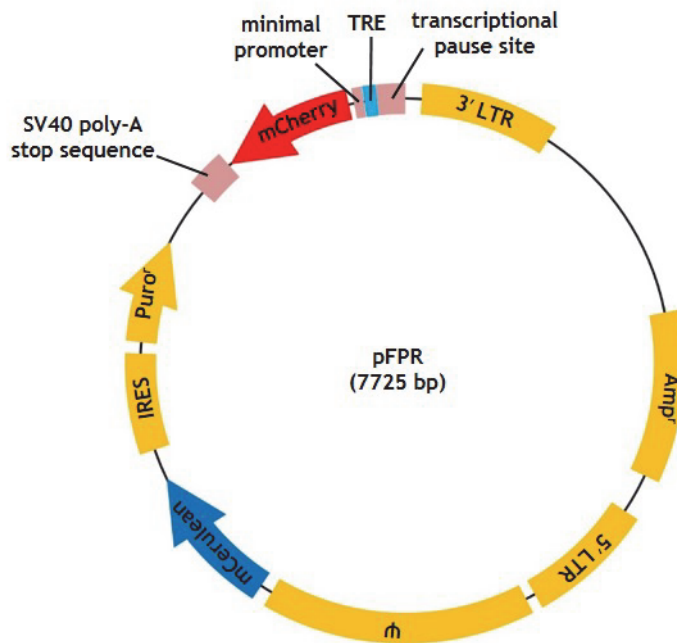 minimal
promoter
TRE
transcriptional
pause site
3′ LTR
mCherry
SV40 poly-A
stop sequence
Puroʳ
IRES
pFPR
(7725 bp)
Ampʳ
mCerulean
5′ LTR
Ψ